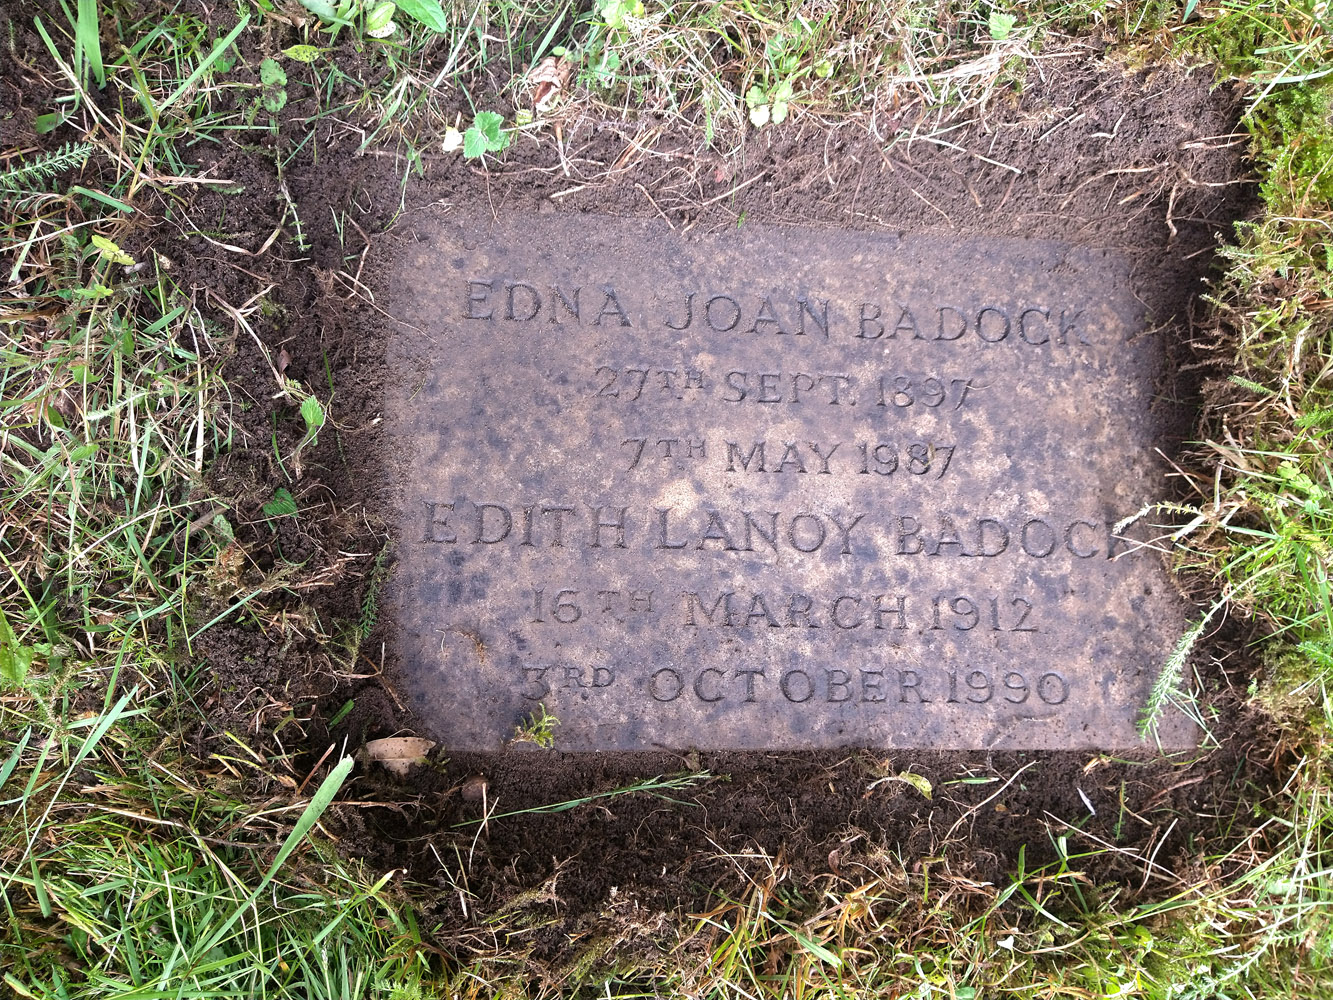 EDNA JOAN BADOCK
27TH SEPT. 1897
7TH MAY 1987
EDITH LANOY BADOCK
16TH MARCH.1912
3RD OCTOBER 1990